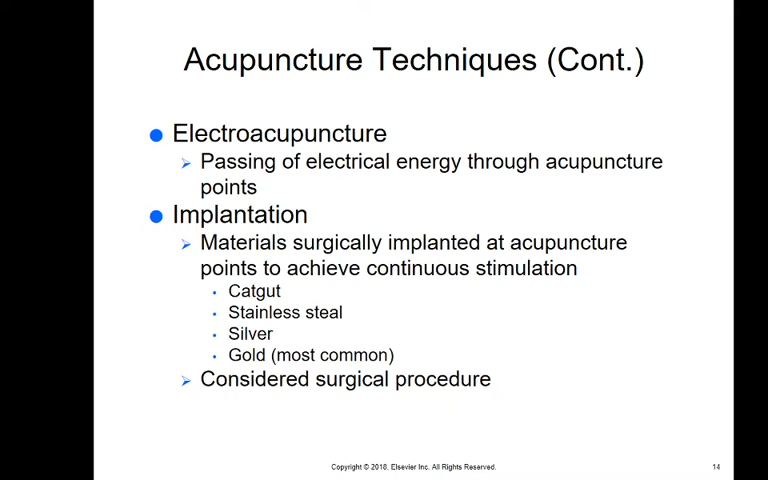 Acupuncture Techniques (Cont.)
Electroacupuncture
Passing of electrical energy through acupuncture
points
Implantation
Materials surgically implanted at acupuncture
points to achieve continuous stimulation
Catgut
Stainless steal
Silver
Gold (most common)
Considered surgical procedure
Copyright © 2018. Elsevier Inc. All Rights Reserved.
14